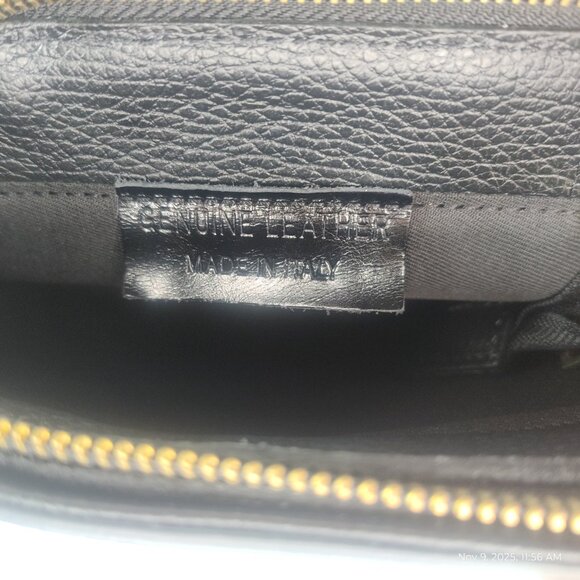 GENUINE LEATHER
MADE IN ITALY
Nov 9, 2025, 11:56 AM